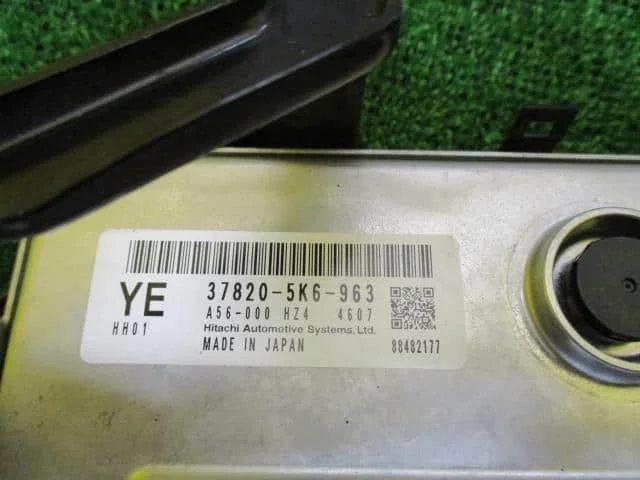 YE
HH01
37820-5K6-963
A56-000 HZ4 4607
Hitachi Automotive Systems, Ltd.
MADE IN JAPAN
88482177